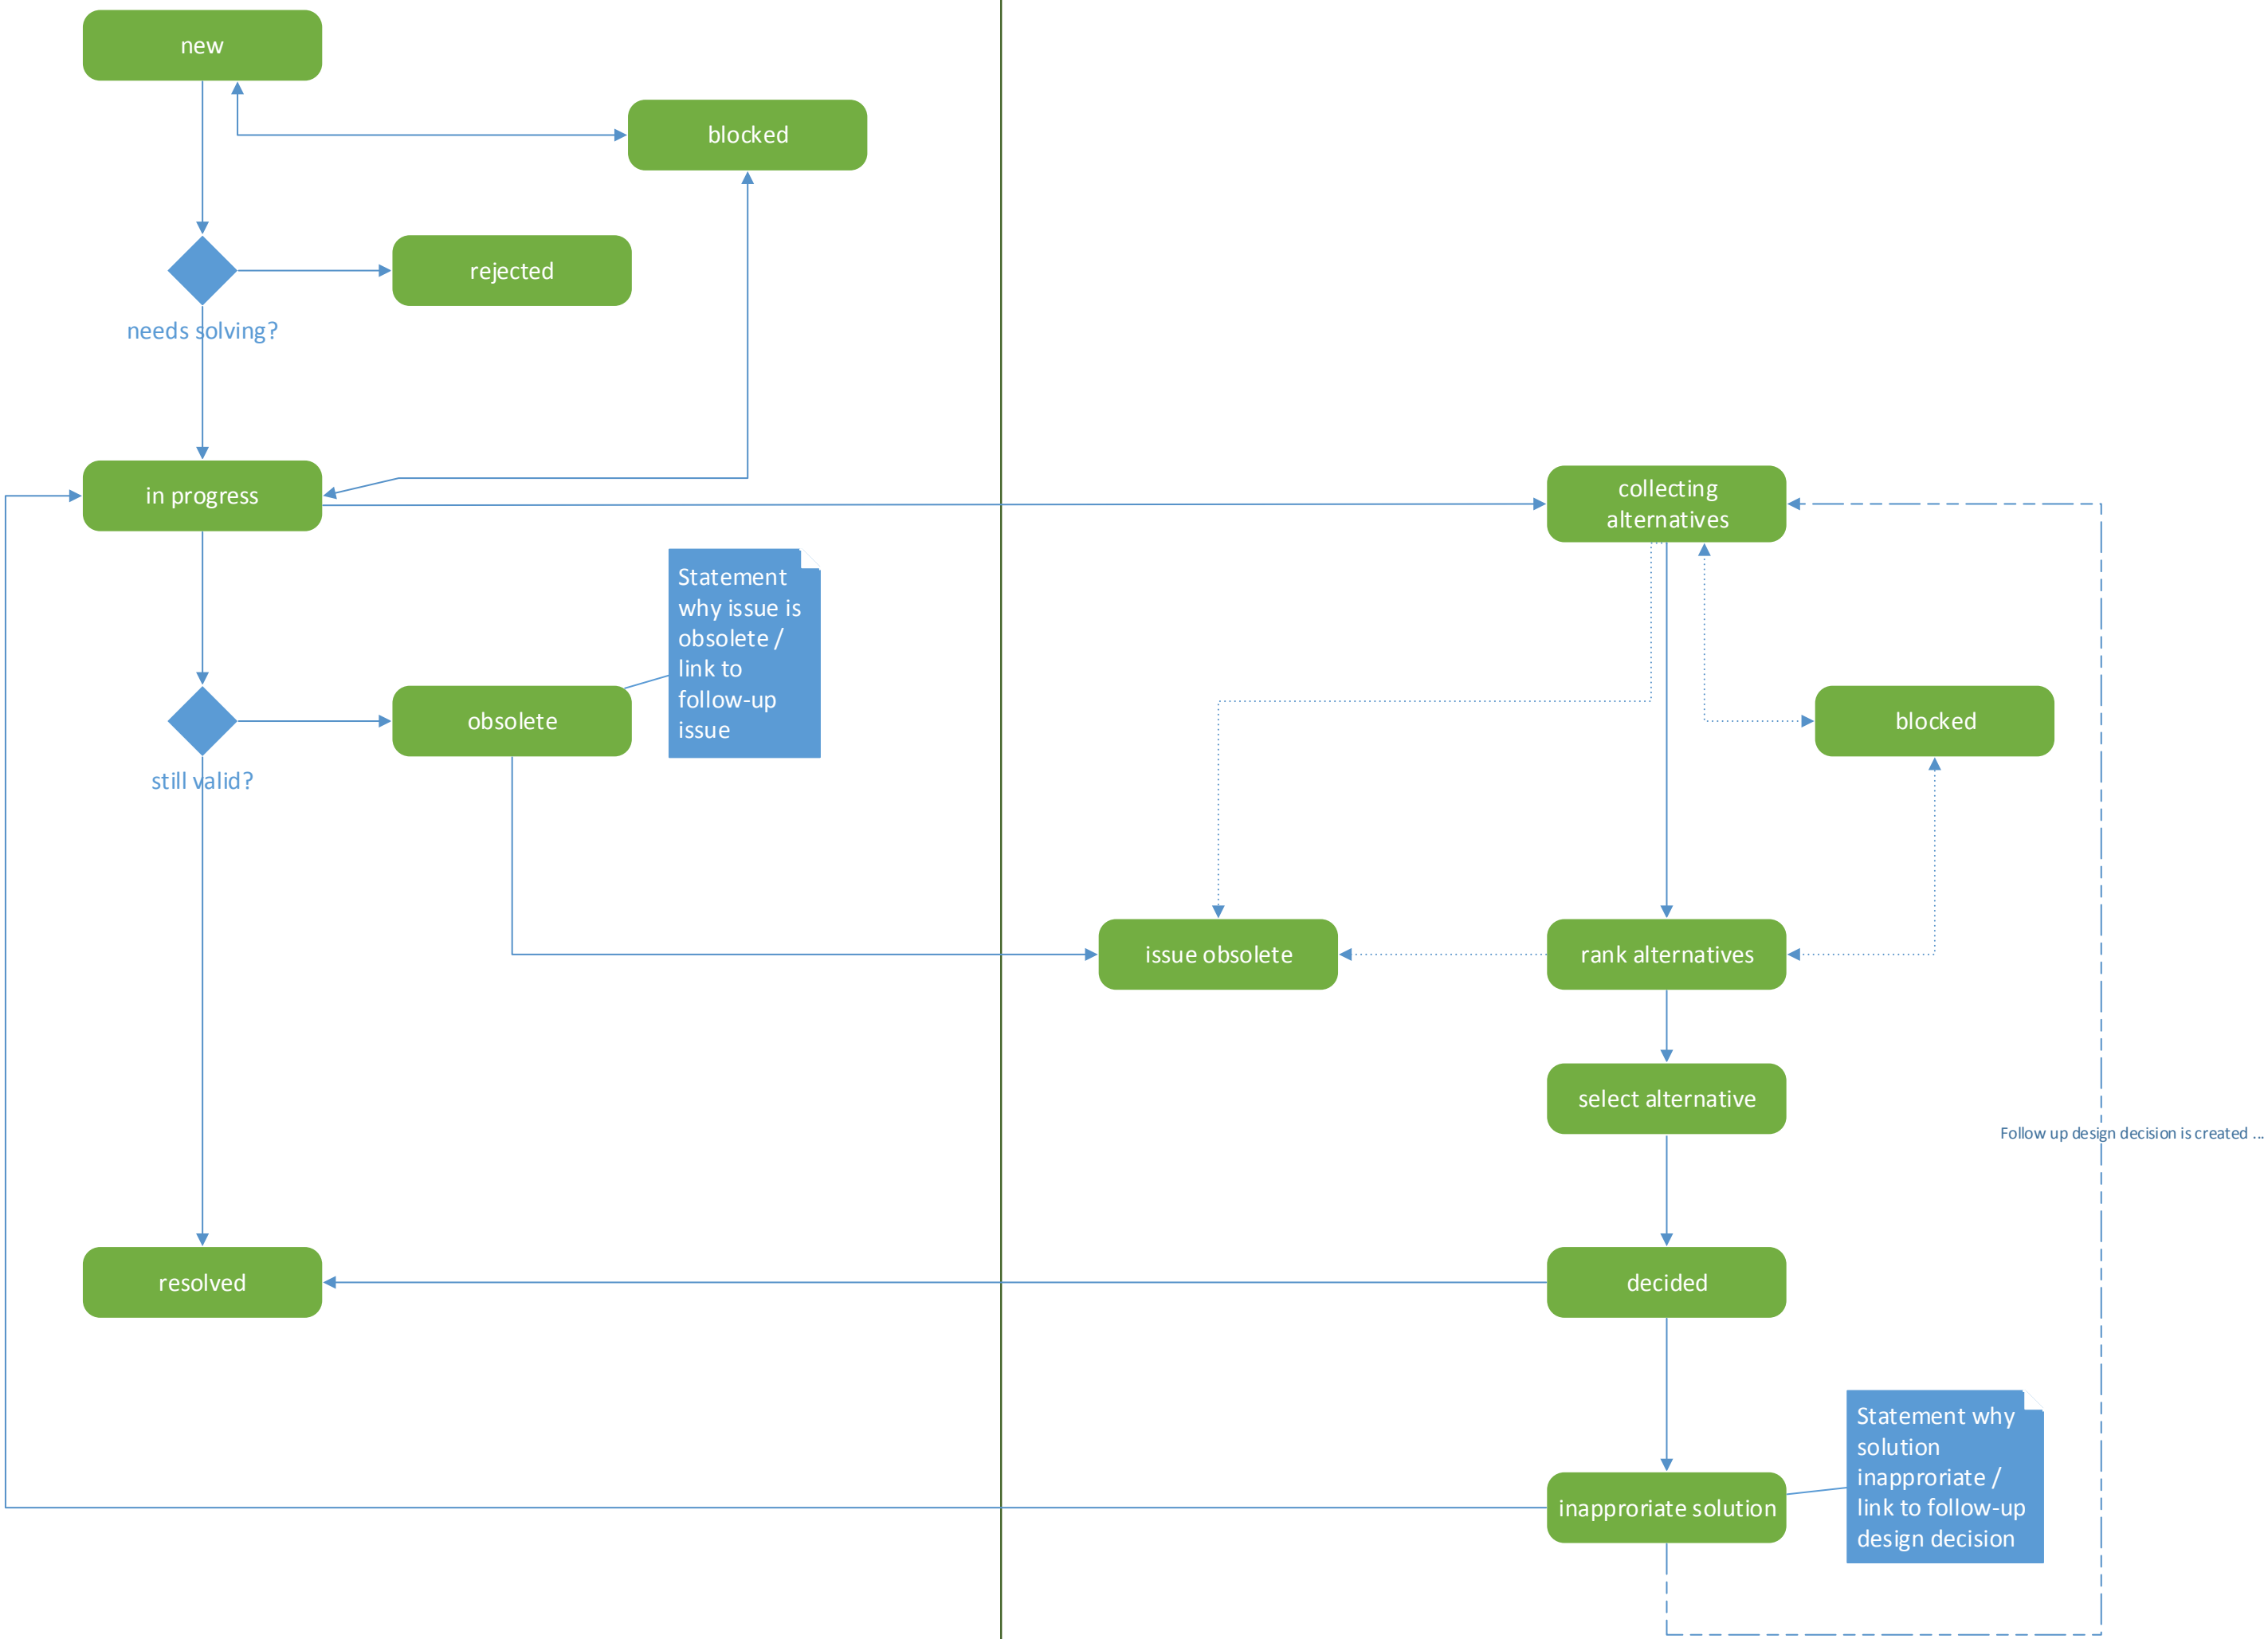 new
blocked
rejected
needs solving?
in progress
collecting
alternatives
Statement
why issue is
obsolete /
link to
follow-up
issue
obsolete
blocked
still valid?
issue obsolete
rank alternatives
select alternative
Follow up design decision is created ...
resolved
decided
Statement why
solution
inapproriate /
link to follow-up
design decision
inapproriate solution